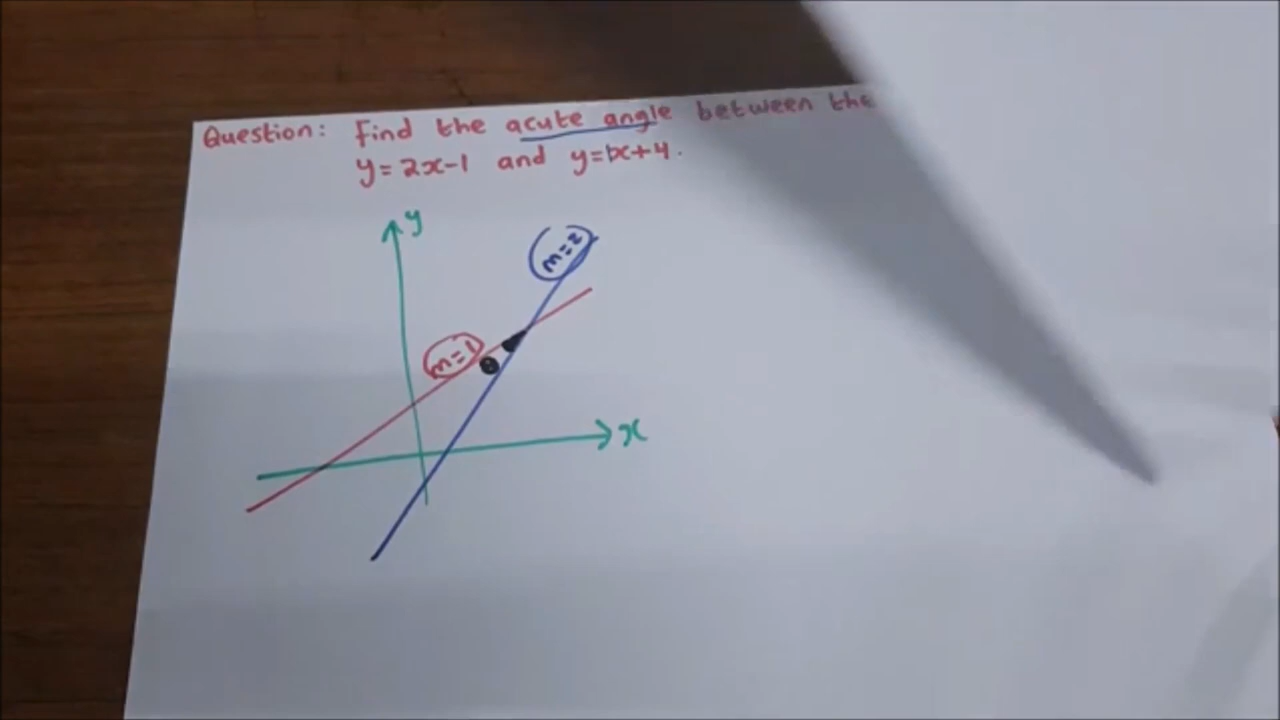 Question: Find the acute angle between the
y=2x-1 and y=1x+4.
y
m=2
m=1
θ
x